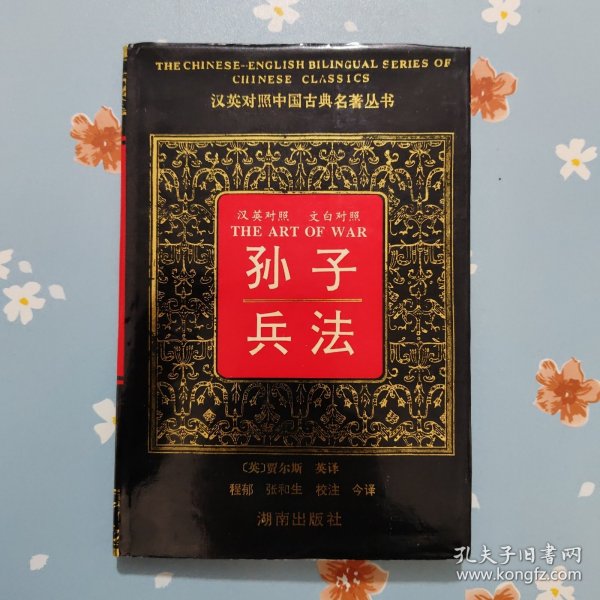 THE CHINESE-ENGLISH BILINGUAL SERIES OF
CHINESE CLASSICS
汉英对照中国古典名著丛书
汉英对照 文白对照
THE ART OF WAR
孙子
兵法
〔英〕贾尔斯 英译
程郁 张和生 校注 今译
湖南出版社
孔夫子旧书网
www.kongfz.com